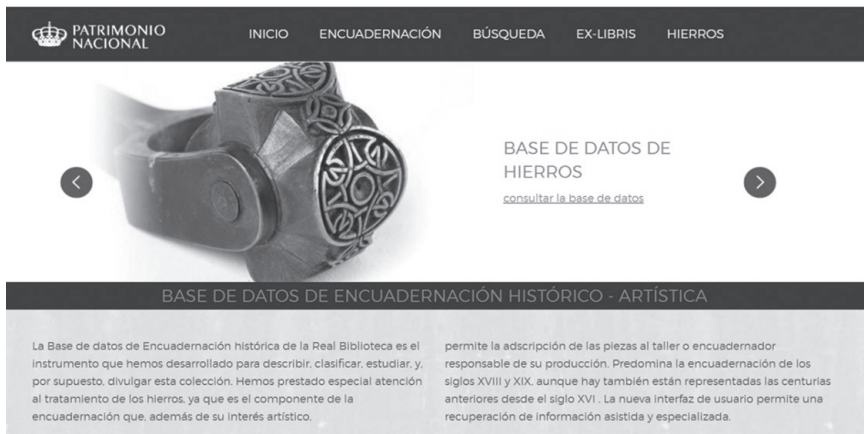 PATRIMONIO
NACIONAL
INICIO ENCUADERNACIÓN BÚSQUEDA EX-LIBRIS HIERROS
BASE DE DATOS DE
HIERROS
consultar la base de datos
BASE DE DATOS DE ENCUADERNACIÓN HISTÓRICO - ARTÍSTICA
La Base de datos de Encuadernación histórica de la Real Biblioteca es el
instrumento que hemos desarrollado para describir, clasificar, estudiar, y,
por supuesto, divulgar esta colección. Hemos prestado especial atención
al tratamiento de los hierros, ya que es el componente de la
encuadernación que, además de su interés artístico,
permite la adscripción de las piezas al taller o encuadernador
responsable de su producción. Predomina la encuadernación de los
siglos XVIII y XIX, aunque hay también están representadas las centurias
anteriores desde el siglo XVI . La nueva interfaz de usuario permite una
recuperación de información asistida y especializada.